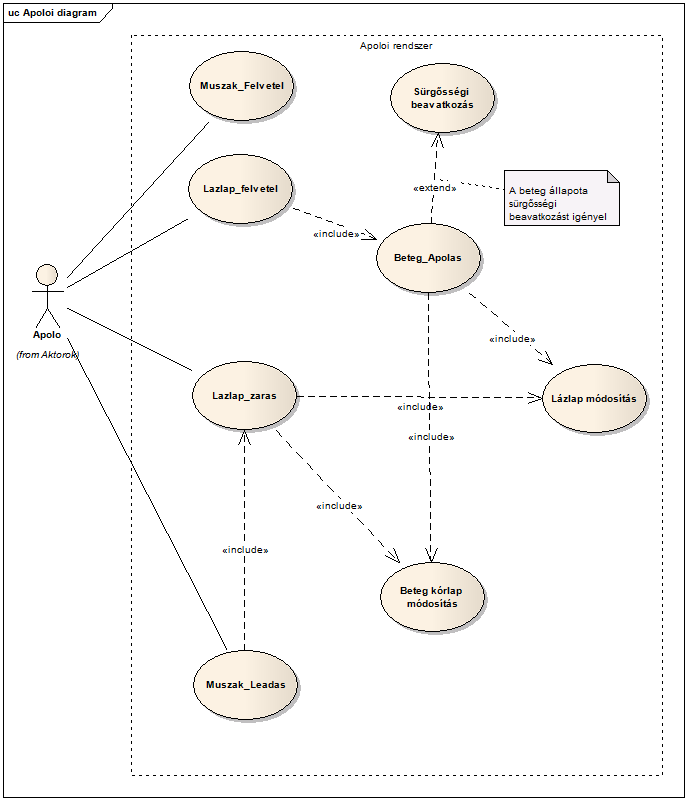 uc Apoloi diagram
Apoloi rendszer
Muszak_Felvetel
Sürgősségi
beavatkozás
Lazlap_felvetel
«extend»
A beteg állapota
sürgősségi
beavatkozást igényel
«include»
Beteg_Apolas
Apolo
(from Aktorok)
«include»
Lazlap_zaras
Lázlap módosítás
«include»
«include»
«include»
«include»
Beteg kórlap
módosítás
Muszak_Leadas